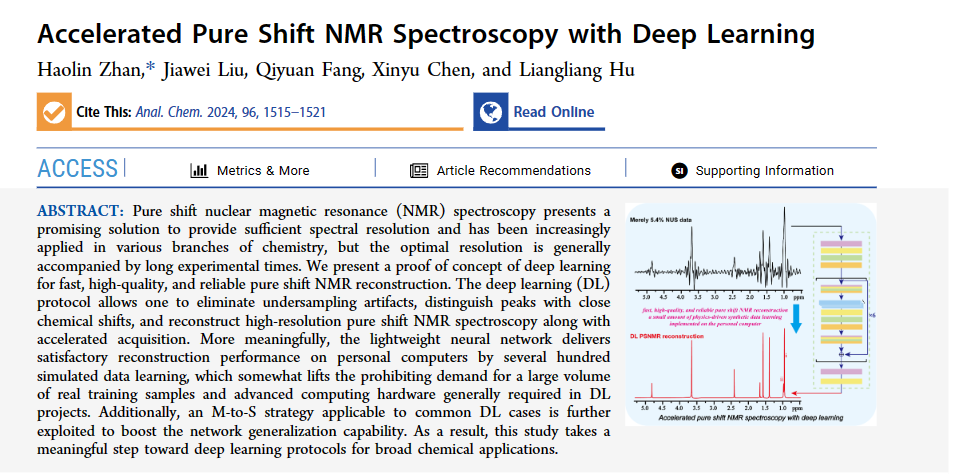 Accelerated Pure Shift NMR Spectroscopy with Deep Learning
Haolin Zhan,* Jiawei Liu, Qiyuan Fang, Xinyu Chen, and Liangliang Hu
Cite This: Anal. Chem. 2024, 96, 1515−1521
Read Online
ACCESS
Metrics & More
Article Recommendations
SI Supporting Information
ABSTRACT: Pure shift nuclear magnetic resonance (NMR) spectroscopy presents a
promising solution to provide sufficient spectral resolution and has been increasingly
applied in various branches of chemistry, but the optimal resolution is generally
accompanied by long experimental times. We present a proof of concept of deep learning
for fast, high-quality, and reliable pure shift NMR reconstruction. The deep learning (DL)
protocol allows one to eliminate undersampling artifacts, distinguish peaks with close
chemical shifts, and reconstruct high-resolution pure shift NMR spectroscopy along with
accelerated acquisition. More meaningfully, the lightweight neural network delivers
satisfactory reconstruction performance on personal computers by several hundred
simulated data learning, which somewhat lifts the prohibiting demand for a large volume
of real training samples and advanced computing hardware generally required in DL
projects. Additionally, an M-to-S strategy applicable to common DL cases is further
exploited to boost the network generalization capability. As a result, this study takes a
meaningful step toward deep learning protocols for broad chemical applications.
Merely 5.4% NUS data
5.0 4.5 4.0 3.5 3.0 2.5 2.0 1.5 1.0 ppm
fast, high-quality, and reliable pure shift NMR reconstruction
a small amount of physics-driven synthetic data learning
implemented on the personal computer
DL PSNMR reconstruction
5.0 4.5 4.0 3.5 3.0 2.5 2.0 1.5 1.0 ppm
Accelerated pure shift NMR spectroscopy with deep learning